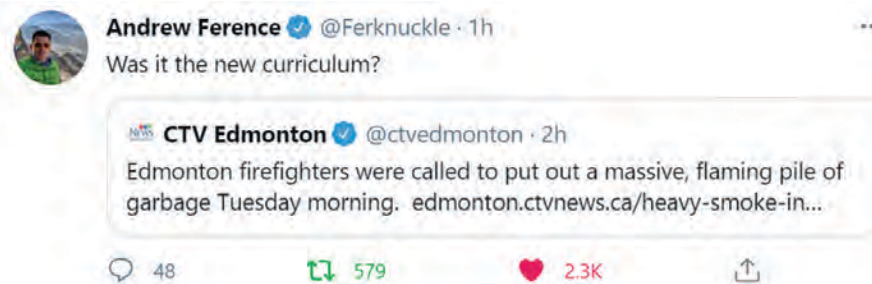 Andrew Ference @Ferknuckle · 1h
Was it the new curriculum?
NEWS CTV Edmonton @ctvedmonton · 2h
Edmonton firefighters were called to put out a massive, flaming pile of
garbage Tuesday morning. edmonton.ctvnews.ca/heavy-smoke-in...
48 579 2.3K